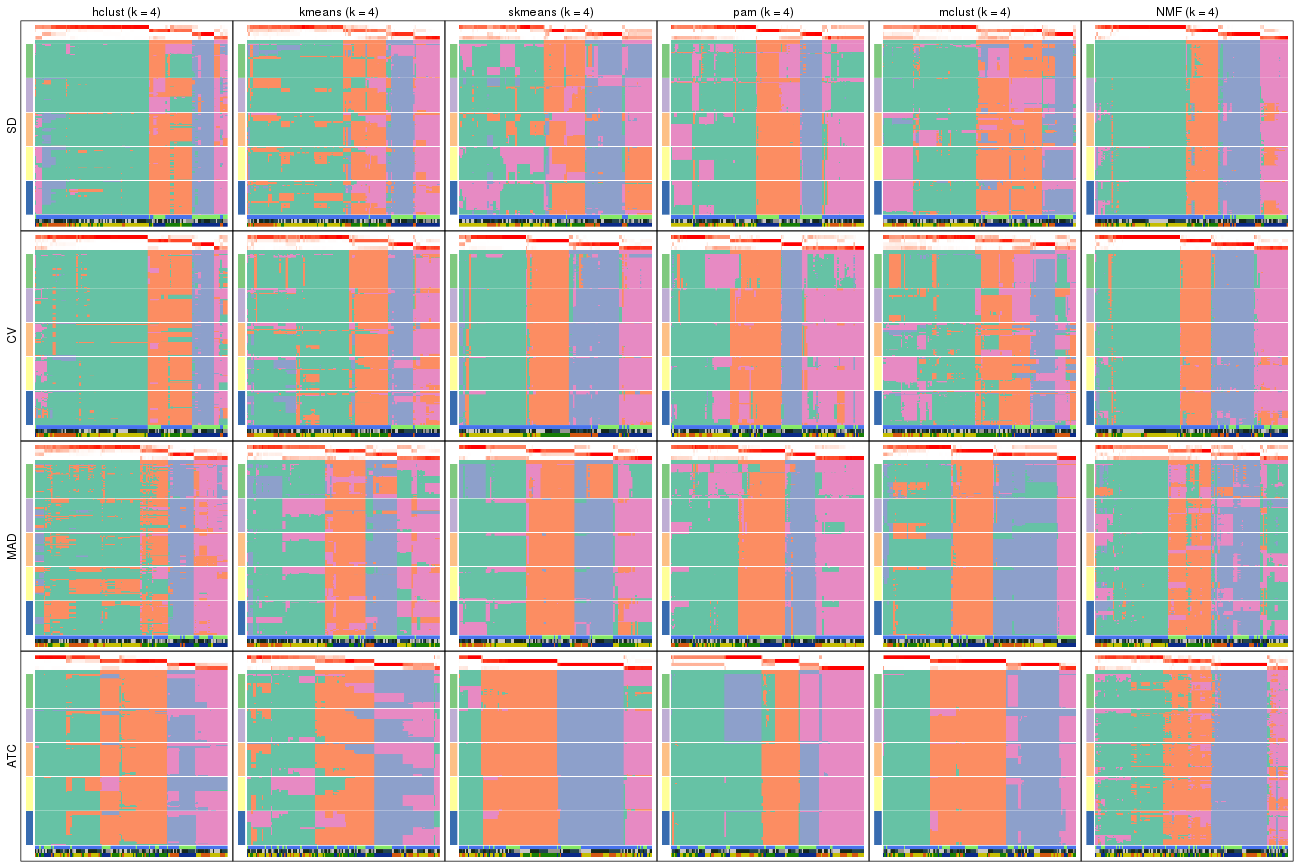 hclust (k = 4) kmeans (k = 4) skmeans (k = 4) pam (k = 4) mclust (k = 4) NMF (k = 4)
SD
CV
MAD
ATC